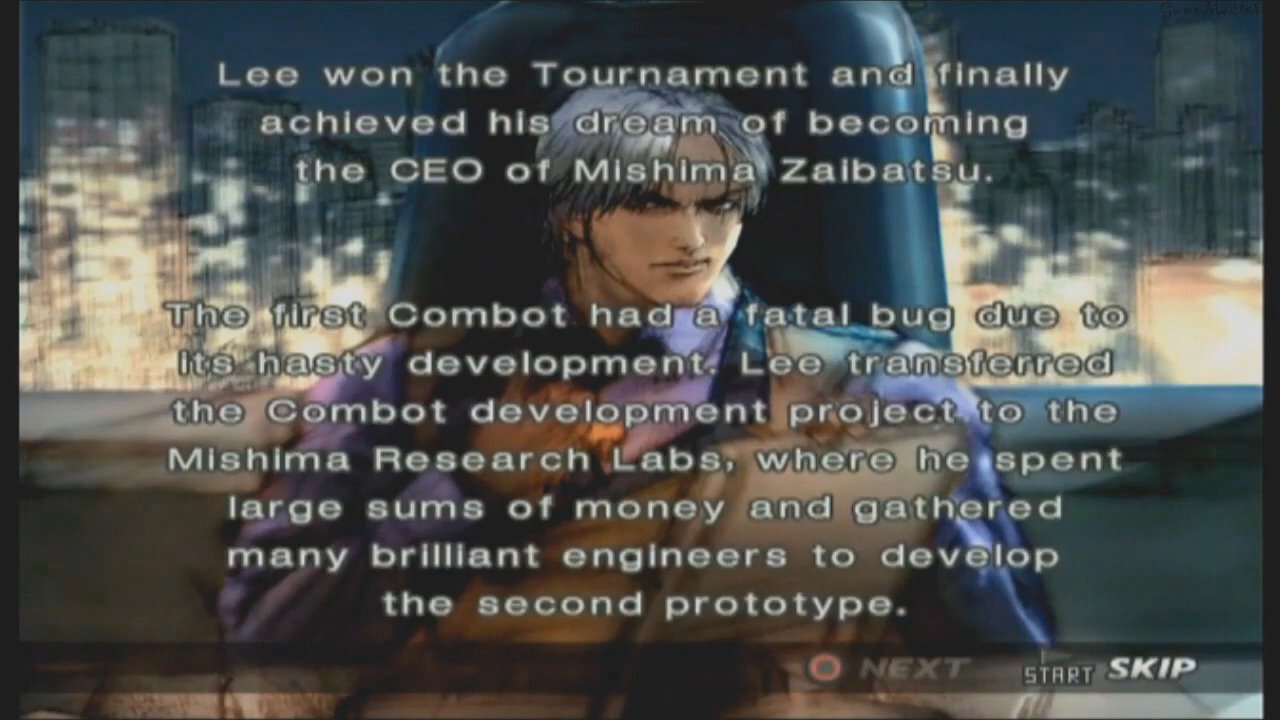 GameMaster
Lee won the Tournament and finally
achieved his dream of becoming
the CEO of Mishima Zaibatsu.
The first Combot had a fatal bug due to
its hasty development. Lee transferred
the Combot development project to the
Mishima Research Labs, where he spent
large sums of money and gathered
many brilliant engineers to develop
the second prototype.
NEXT START SKIP